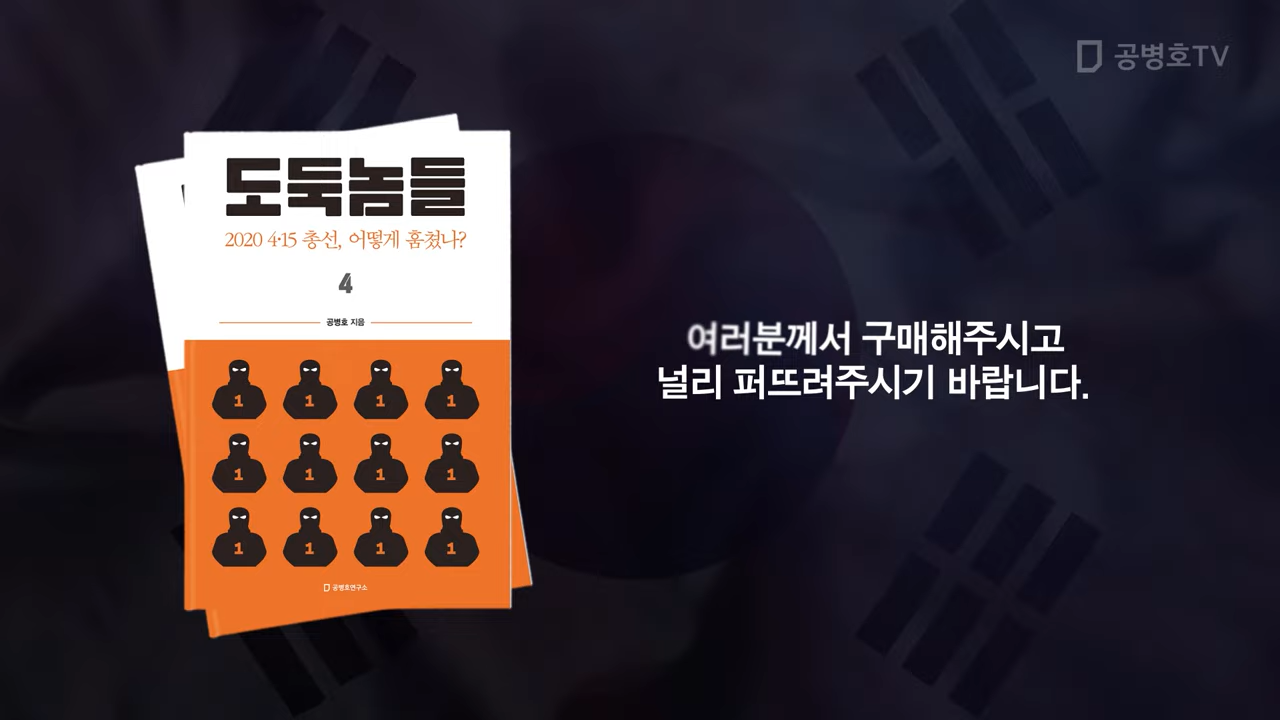 공병호TV
도둑놈들
2020 4·15 총선, 어떻게 훔쳤나?
4
공병호 지음
1 1 1 1
1 1 1 1
1 1 1 1
공병호연구소
여러분께서 구매해주시고
널리 퍼뜨려주시기 바랍니다.